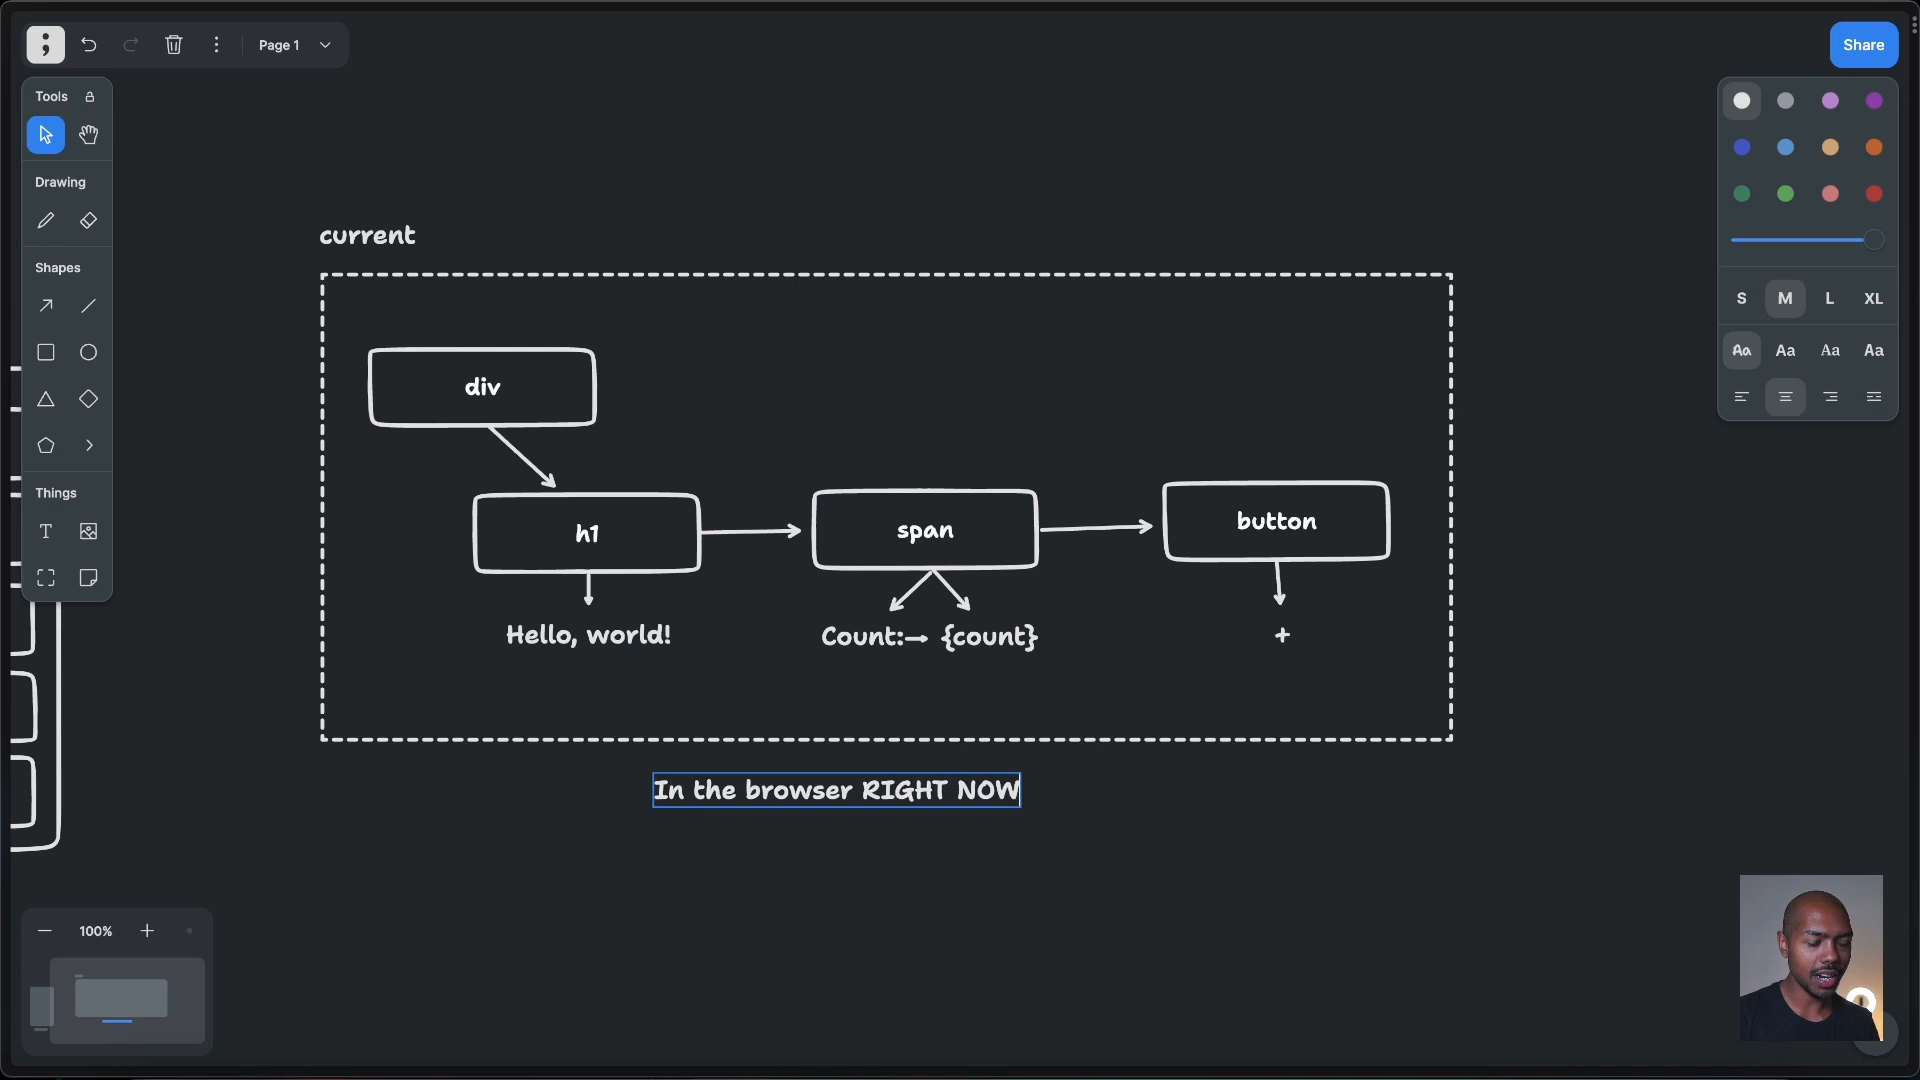 Page 1
Share
Tools
Drawing
Shapes
Things
T
S M L XL
Aa Aa Aa Aa
current
div
h1
span
button
Hello, world!
Count:→ {count}
+
In the browser RIGHT NOW
100%